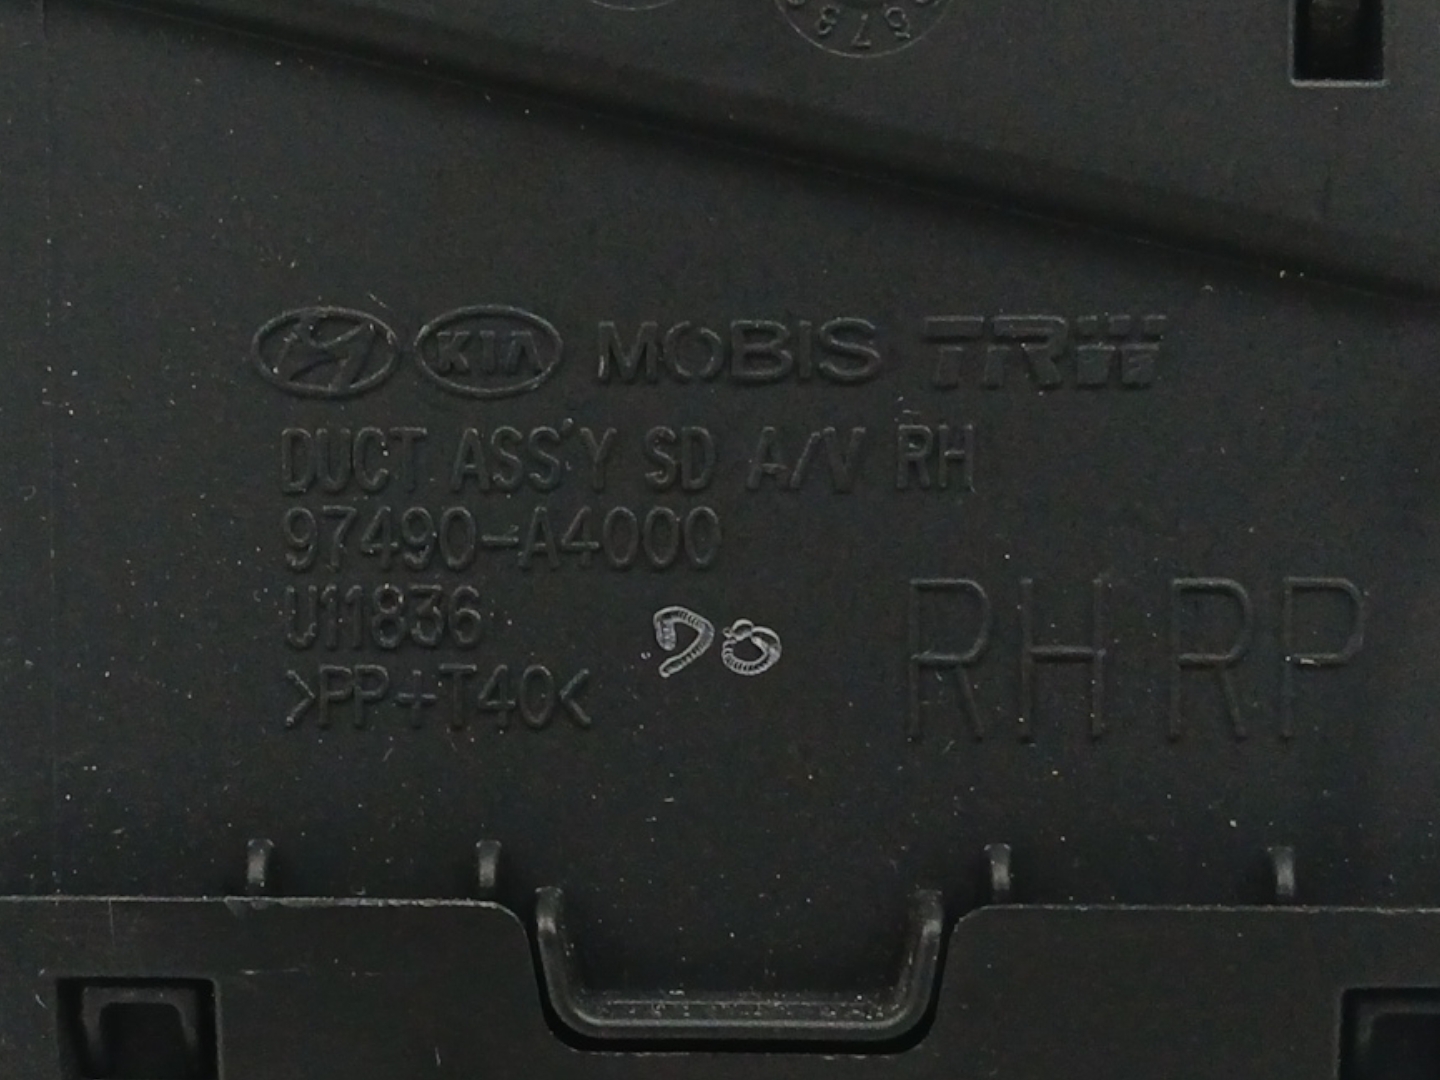 KIA MOBIS TRW
DUCT ASS'Y SD A/V RH
97490-A4000
U11836
>PP+T40<
RH RP